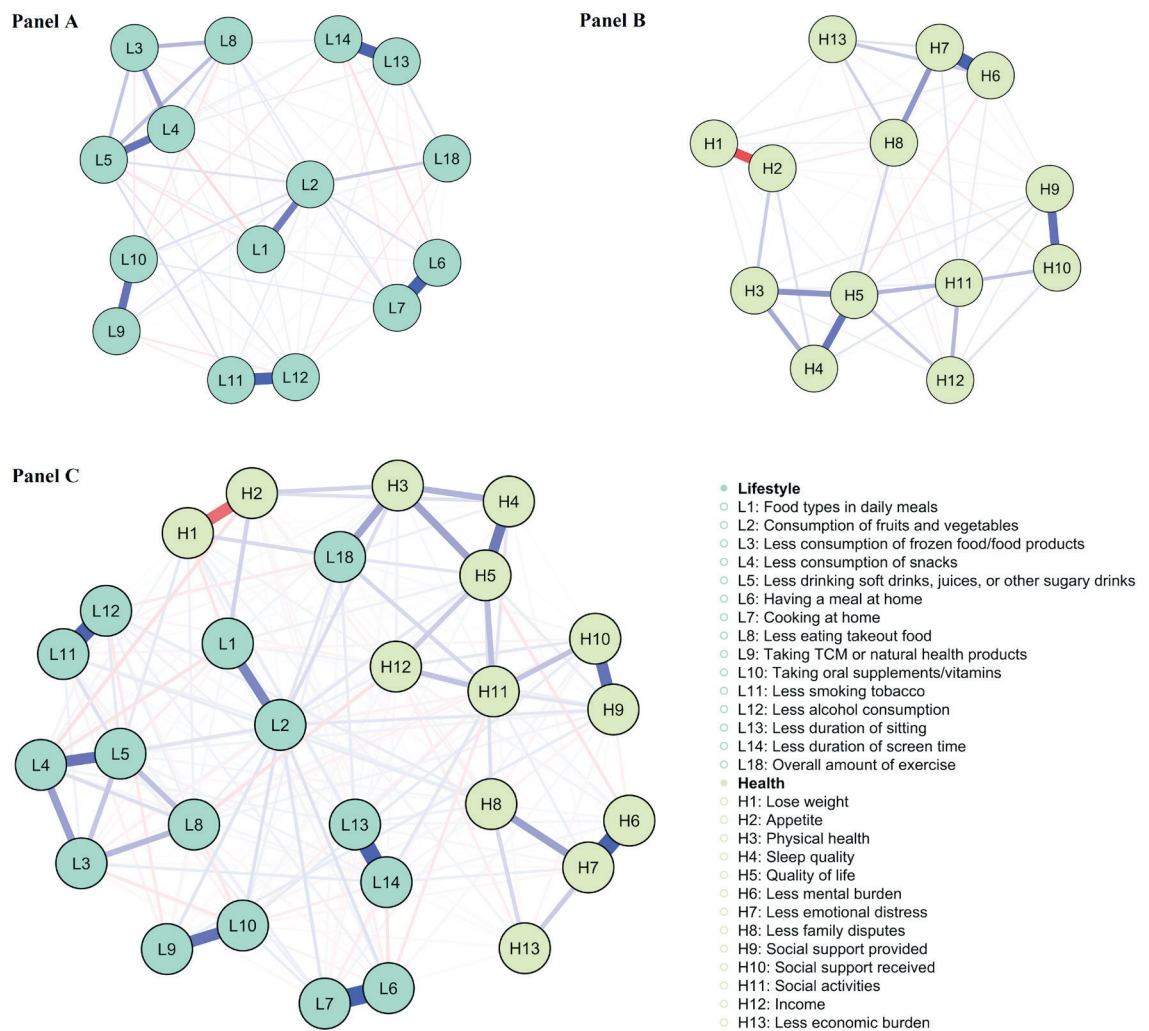 Panel A
L3
L8
L14
L13
L4
L5
L18
L2
L1
L10
L6
L7
L9
L11
L12
Panel B
H13
H7
H6
H1
H8
H2
H9
H10
H3
H5
H11
H4
H12
Panel C
H2
H3
H4
H1
L18
H5
L12
L11
L1
H12
H10
H11
H9
L2
L4
L5
L8
L3
L13
L14
H8
H6
H7
L10
L9
H13
L7
L6
Lifestyle
L1: Food types in daily meals
L2: Consumption of fruits and vegetables
L3: Less consumption of frozen food/food products
L4: Less consumption of snacks
L5: Less drinking soft drinks, juices, or other sugary drinks
L6: Having a meal at home
L7: Cooking at home
L8: Less eating takeout food
L9: Taking TCM or natural health products
L10: Taking oral supplements/vitamins
L11: Less smoking tobacco
L12: Less alcohol consumption
L13: Less duration of sitting
L14: Less duration of screen time
L18: Overall amount of exercise
Health
H1: Lose weight
H2: Appetite
H3: Physical health
H4: Sleep quality
H5: Quality of life
H6: Less mental burden
H7: Less emotional distress
H8: Less family disputes
H9: Social support provided
H10: Social support received
H11: Social activities
H12: Income
H13: Less economic burden